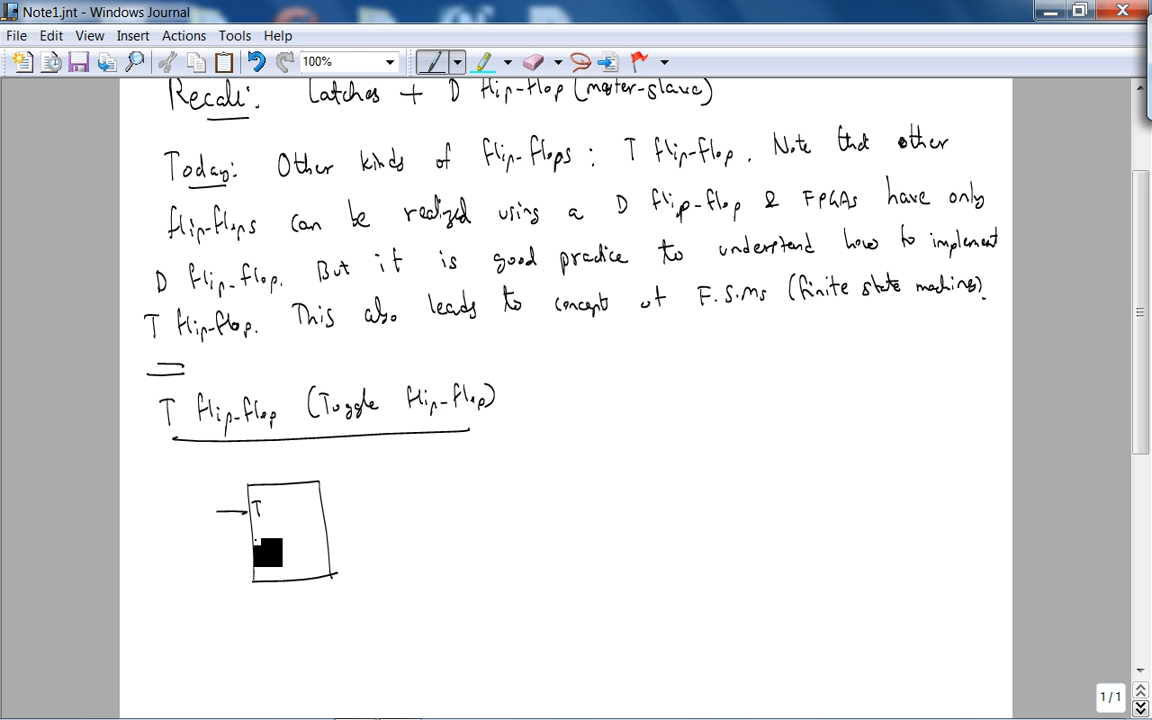 Note1.jnt - Windows Journal
File Edit View Insert Actions Tools Help
100%
Recall: Latches + D flip-flop (master-slave)
Today: Other kinds of flip-flops: T flip-flop. Note that other
flip-flops can be realized using a D flip-flop & FPGAs have only
D flip-flop. But it is good practice to understand how to implement
T flip-flop. This also leads to concept of F.S.Ms (finite state machines).
T flip-flop (Toggle flip-flop)
T
1 / 1